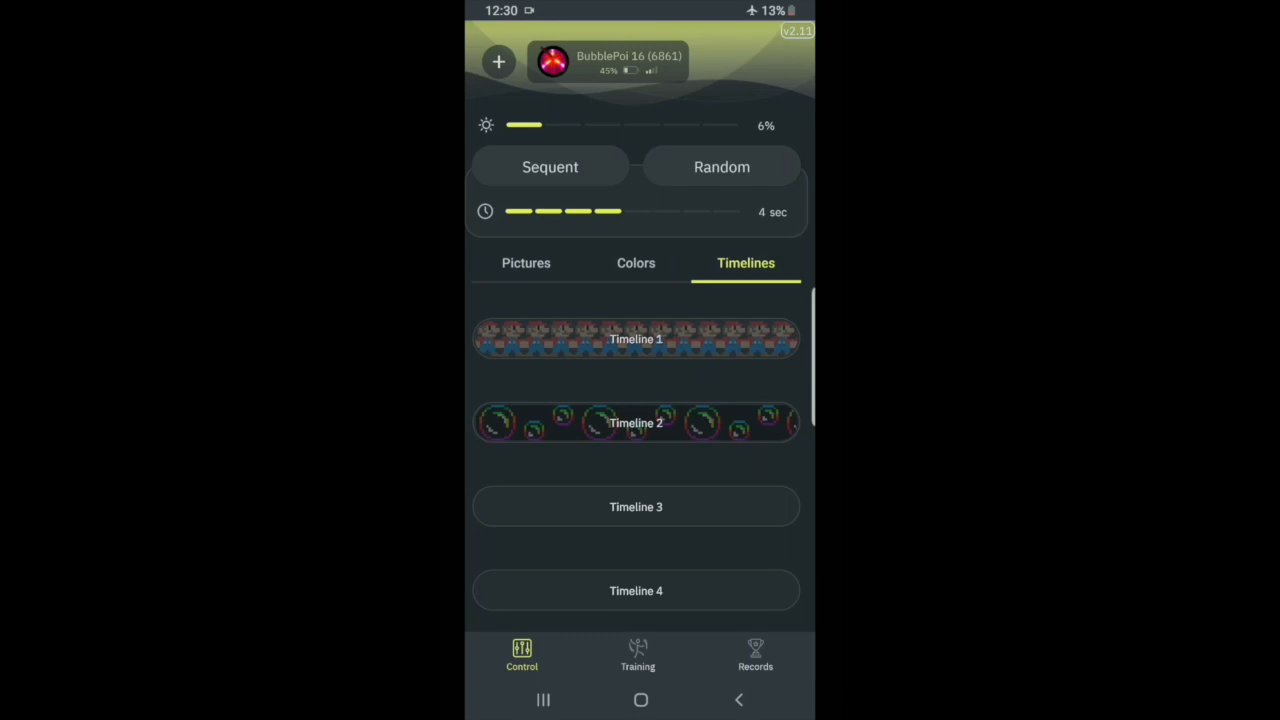 12:30
13%
v2.11
BubblePoi 16 (6861)
45%
6%
Sequent Random
4 sec
Pictures Colors Timelines
Timeline 1
Timeline 2
Timeline 3
Timeline 4
Control Training Records